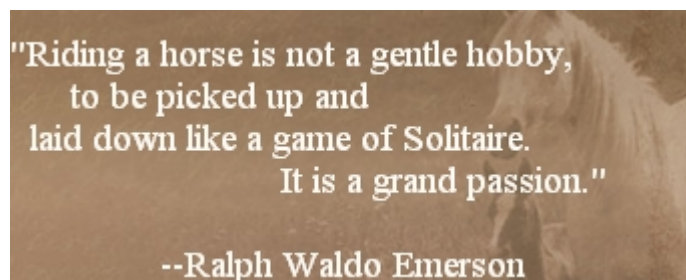 "Riding a horse is not a gentle hobby,
to be picked up and
laid down like a game of Solitaire.
It is a grand passion."
--Ralph Waldo Emerson